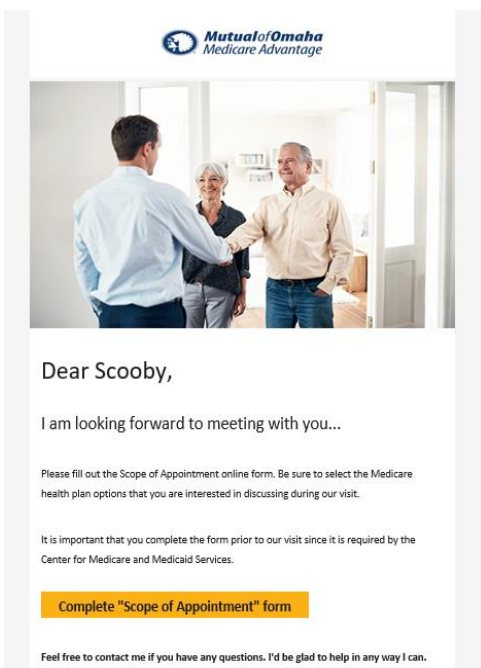 MutualofOmaha
Medicare Advantage
Dear Scooby,
I am looking forward to meeting with you...
Please fill out the Scope of Appointment online form. Be sure to select the Medicare
health plan options that you are interested in discussing during our visit.
It is important that you complete the form prior to our visit since it is required by the
Center for Medicare and Medicaid Services.
Complete "Scope of Appointment" form
Feel free to contact me if you have any questions. I'd be glad to help in any way I can.